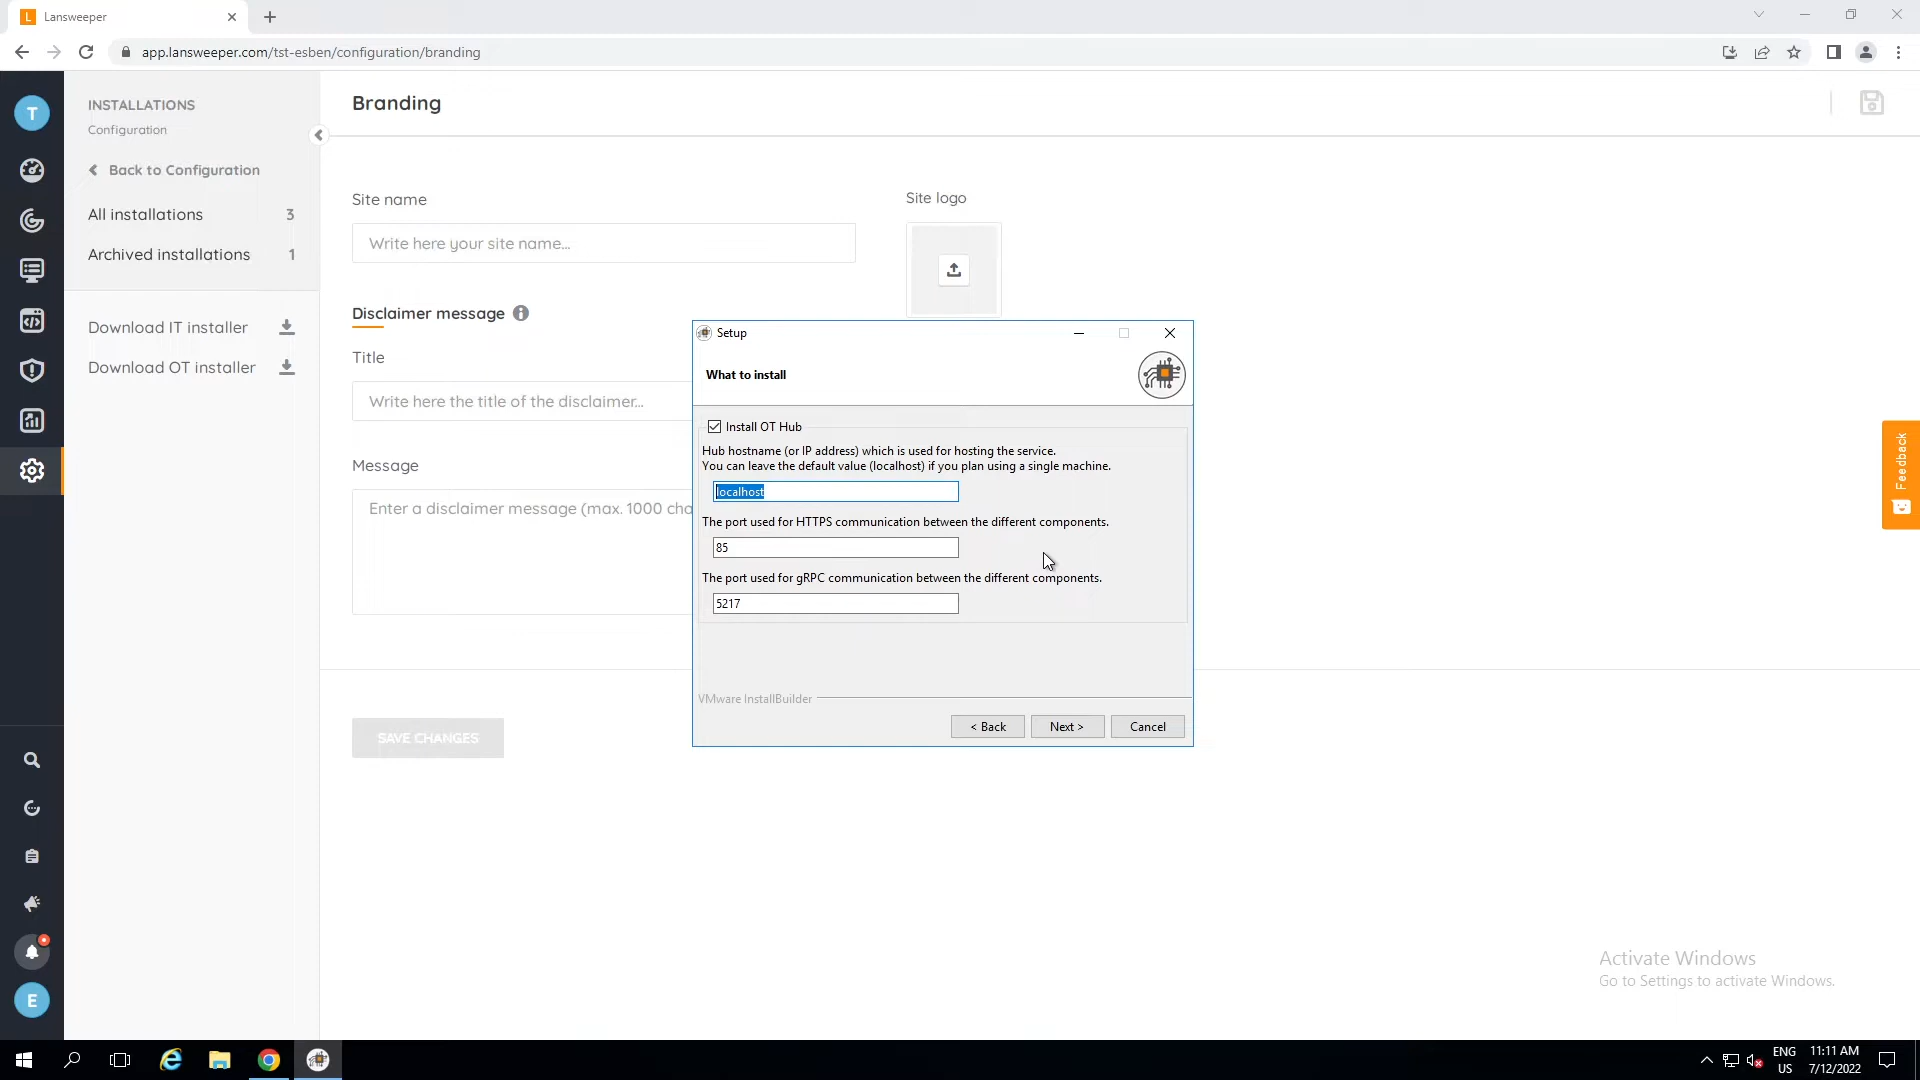 L Lansweeper
app.lansweeper.com/tst-esben/configuration/branding
T
INSTALLATIONS
Configuration
Back to Configuration
All installations 3
Archived installations 1
Download IT installer
Download OT installer
Branding
Site name
Write here your site name...
Site logo
Disclaimer message
Title
Write here the title of the disclaimer...
Message
Enter a disclaimer message (max. 1000 cha
SAVE CHANGES
Setup
What to install
Install OT Hub
Hub hostname (or IP address) which is used for hosting the service.
You can leave the default value (localhost) if you plan using a single machine.
localhost
The port used for HTTPS communication between the different components.
85
The port used for gRPC communication between the different components.
5217
VMware InstallBuilder
< Back
Next >
Cancel
Feedback
E
Activate Windows
Go to Settings to activate Windows.
ENG
US
11:11 AM
7/12/2022